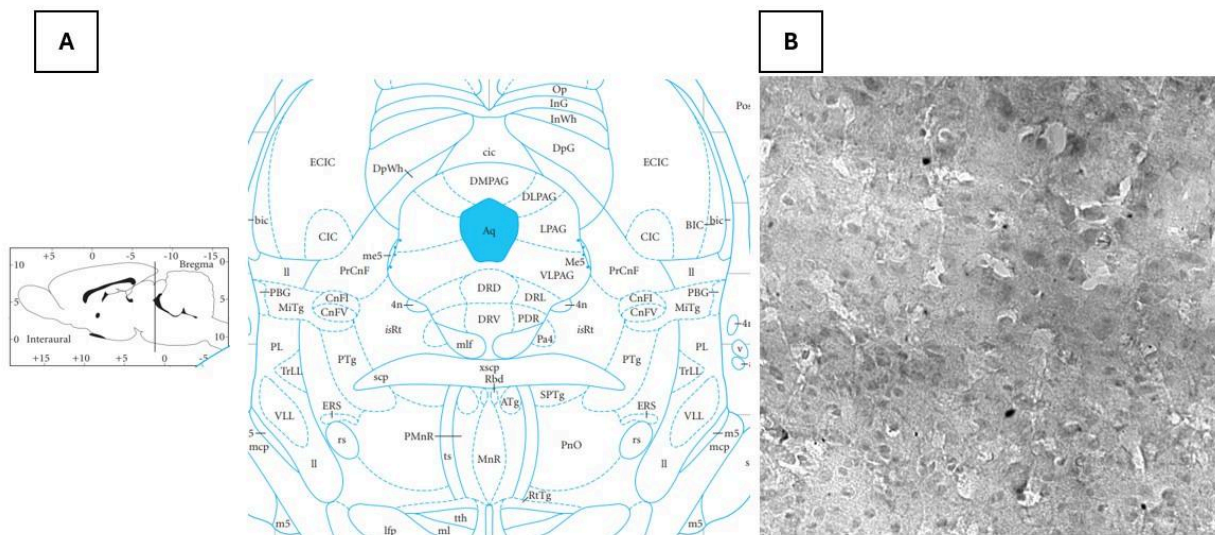 A
B
+5 0 -5 -10 -15
Bregma
10 0
5 5
0 10
Interaural
+15 +10 +5 0 -5
Op
InG
InWh
DpG
Pos
ECIC
cic
ECIC
DpWh
DMPAG
DLPAG
bic
BIC
bic
CIC
Aq
LPAG
CIC
me5
Me5
ll
PrCnF
VLPAG
PrCnF
ll
PBG
DRD
PBG
MiTg
CnFI
DRL
CnFI
MiTg
CnFV
4n
4n
CnFV
isRt
DRV
PDR
isRt
mlf
Pa4
PL
PTg
xscp
PTg
PL
v
TrLL
scp
Rbd
TrLL
ERS
ATg
SPTg
ERS
VLL
VLL
5
mcp
rs
PMnR
PnO
rs
m5
mcp
ll
ts
MnR
ll
s
RtTg
m5
lfp
tth
ml
m5